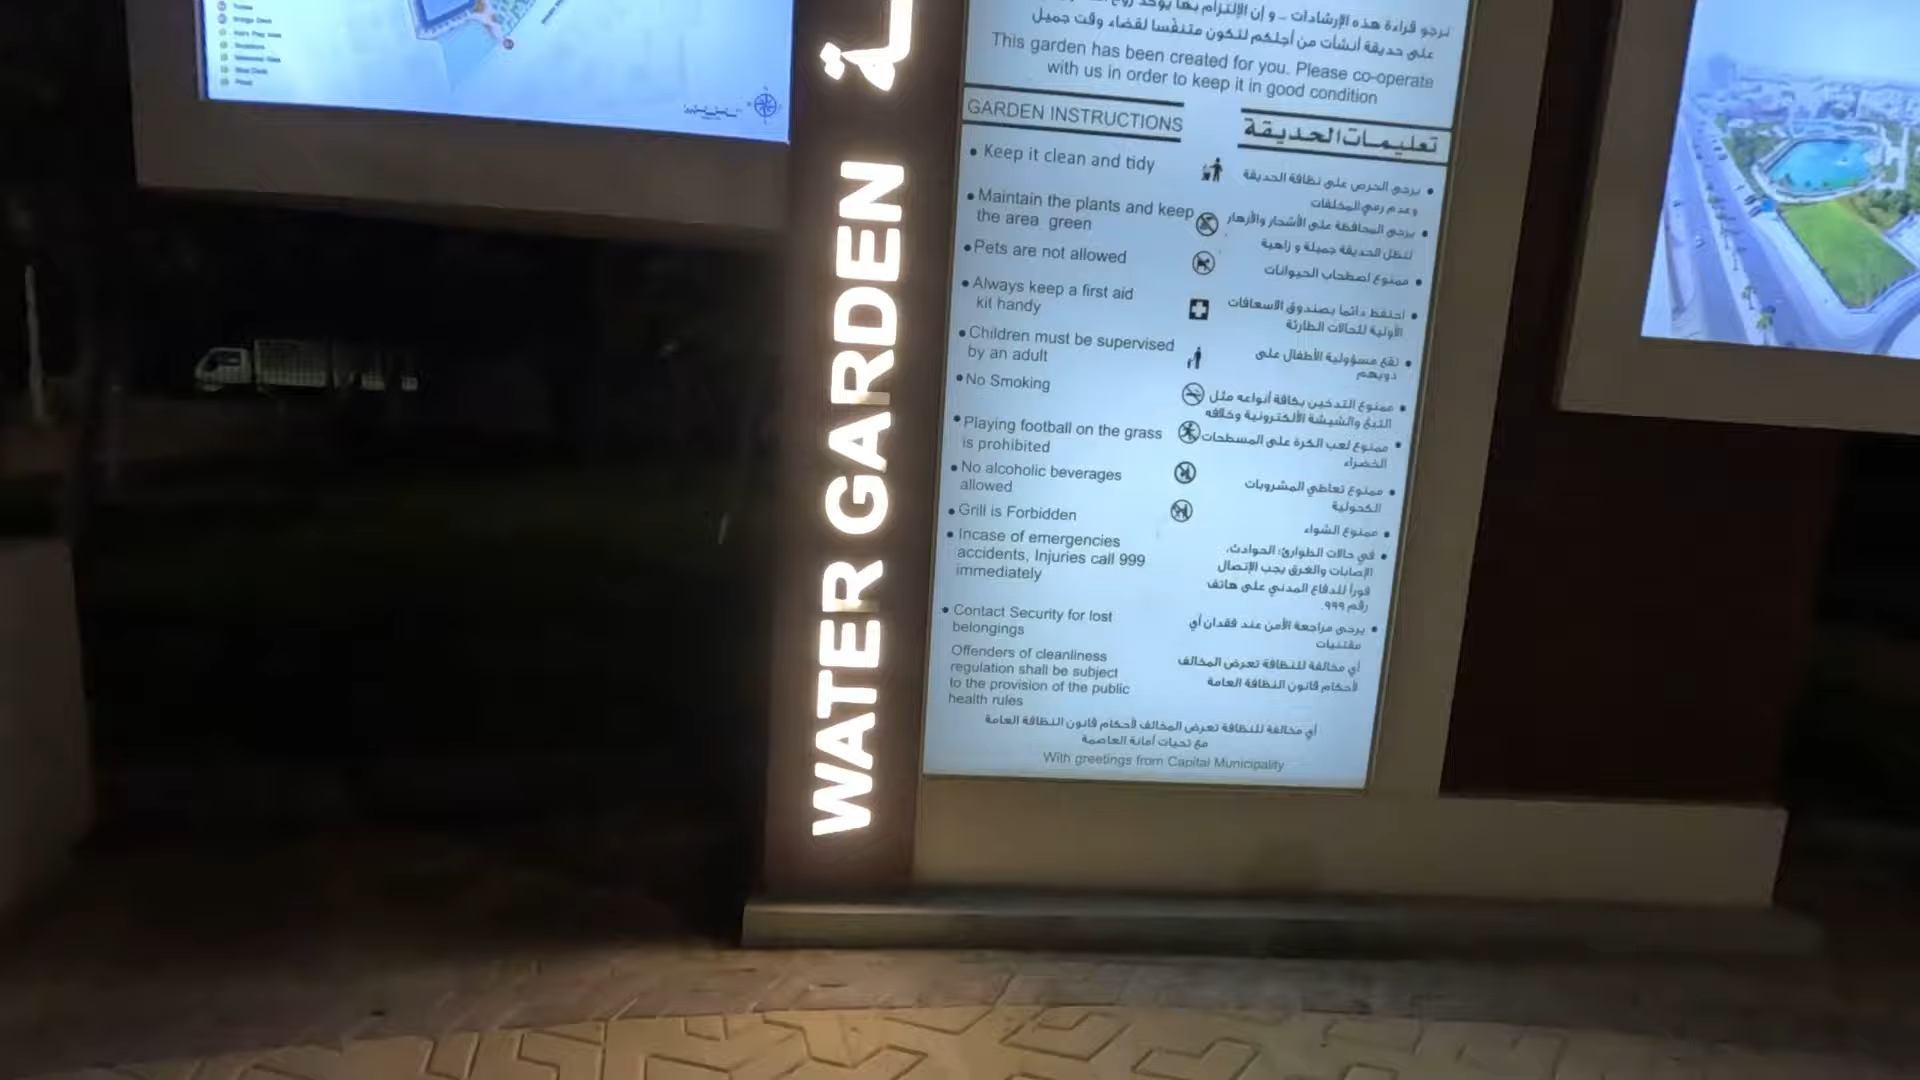 نرجو قراءة هذه الإرشادات .. و إن الإلتزام بها يؤكد
على حديقة أنشأت من أجلكم لتكون متنفسا لقضاء وقت جميل
This garden has been created for you. Please co-operate
with us in order to keep it in good condition
GARDEN INSTRUCTIONS
تعليمات الحديقة
• Keep it clean and tidy
• Maintain the plants and keep
the area green
• Pets are not allowed
• Always keep a first aid
kit handy
• Children must be supervised
by an adult
• No Smoking
• Playing football on the grass
is prohibited
• No alcoholic beverages
allowed
• Grill is Forbidden
• Incase of emergencies
accidents, Injuries call 999
immediately
• Contact Security for lost
belongings
Offenders of cleanliness
regulation shall be subject
to the provision of the public
health rules
• يرجى الحرص على نظافة الحديقة
وعدم رمي المخلفات
• يرجى المحافظة على الأشجار والأزهار
لتظل الحديقة جميلة و زاهية
• ممنوع اصطحاب الحيوانات
• احتفظ دائما بصندوق الاسعافات
الأولية للحالات الطارئة
• تقع مسؤولية الأطفال على
ذويهم
• ممنوع التدخين بكافة أنواعه مثل
التبغ والشيشة الألكترونية وخلافه
• ممنوع لعب الكرة على المسطحات
الخضراء
• ممنوع تعاطي المشروبات
الكحولية
• ممنوع الشواء
• في حالات الطوارئ، الحوادث،
الإصابات والغرق يجب الإتصال
فوراً للدفاع المدني على هاتف
رقم ٩٩٩.
• يرجى مراجعة الأمن عند فقدان أي
مقتنيات
أي مخالفة للنظافة تعرض المخالف
لأحكام قانون النظافة العامة
أي مخالفة للنظافة تعرض المخالف لأحكام قانون النظافة العامة
مع تحيات أمانة العاصمة
With greetings from Capital Municipality
WATER GARDEN